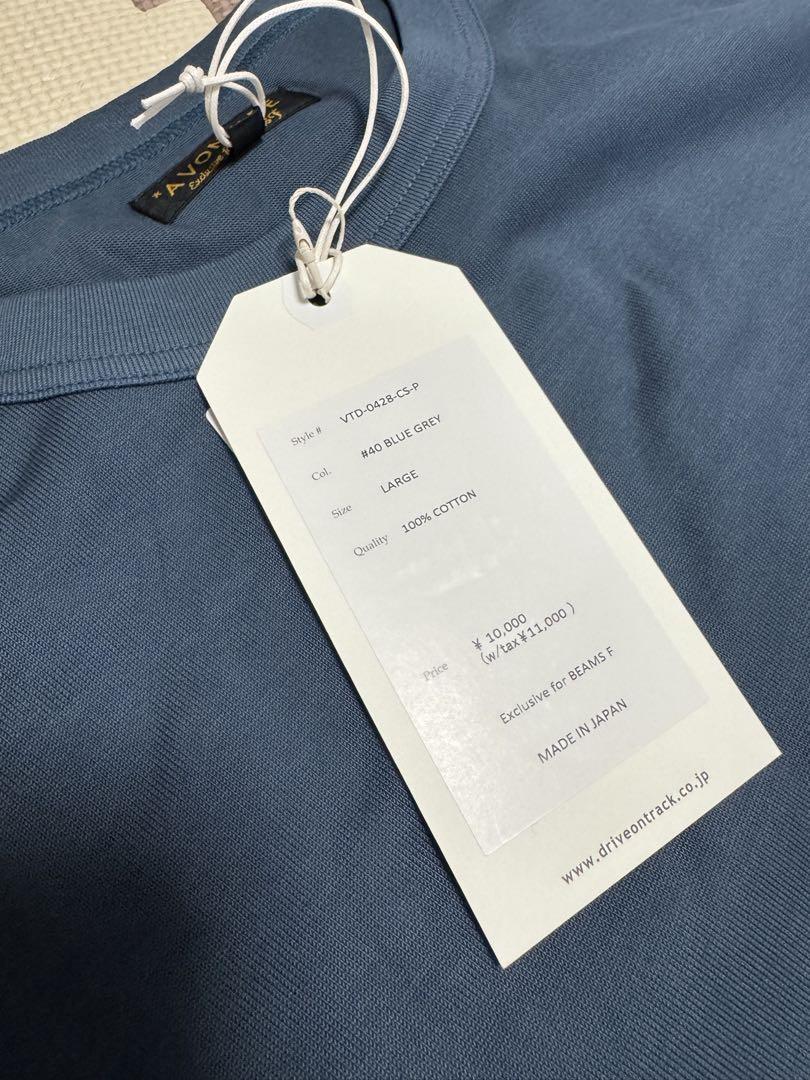 Style # VTD-0428-CS-P
Col. #40 BLUE GREY
Size LARGE
Quality 100% COTTON
Price ¥ 10,000
(w/tax¥11,000 )
Exclusive for BEAMS F
MADE IN JAPAN
www.driveontrack.co.jp